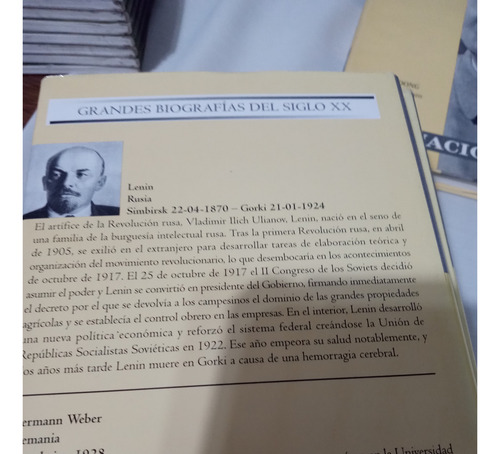 GRANDES BIOGRAFÍAS DEL SIGLO XX
Lenin
Rusia
Simbirsk 22-04-1870 – Gorki 21-01-1924
El artífice de la Revolución rusa, Vladimir Ilich Ulianov, Lenin, nació en el seno de
una familia de la burguesía intelectual rusa. Tras la primera Revolución rusa, en abril
de 1905, se exilió en el extranjero para desarrollar tareas de elaboración teórica y
organización del movimiento revolucionario, lo que desembocaría en los acontecimientos
de octubre de 1917. El 25 de octubre de 1917 el II Congreso de los Soviets decidió
asumir el poder y Lenin se convirtió en presidente del Gobierno, firmando inmediatamente
el decreto por el que se devolvía a los campesinos el dominio de las grandes propiedades
agrícolas y se establecía el control obrero en las empresas. En el interior, Lenin desarrolló
una nueva política económica y reforzó el sistema federal creándose la Unión de
Repúblicas Socialistas Soviéticas en 1922. Ese año empeora su salud notablemente, y
os años más tarde Lenin muere en Gorki a causa de una hemorragia cerebral.
ermann Weber
emania
1928
la Universidad
VACIO